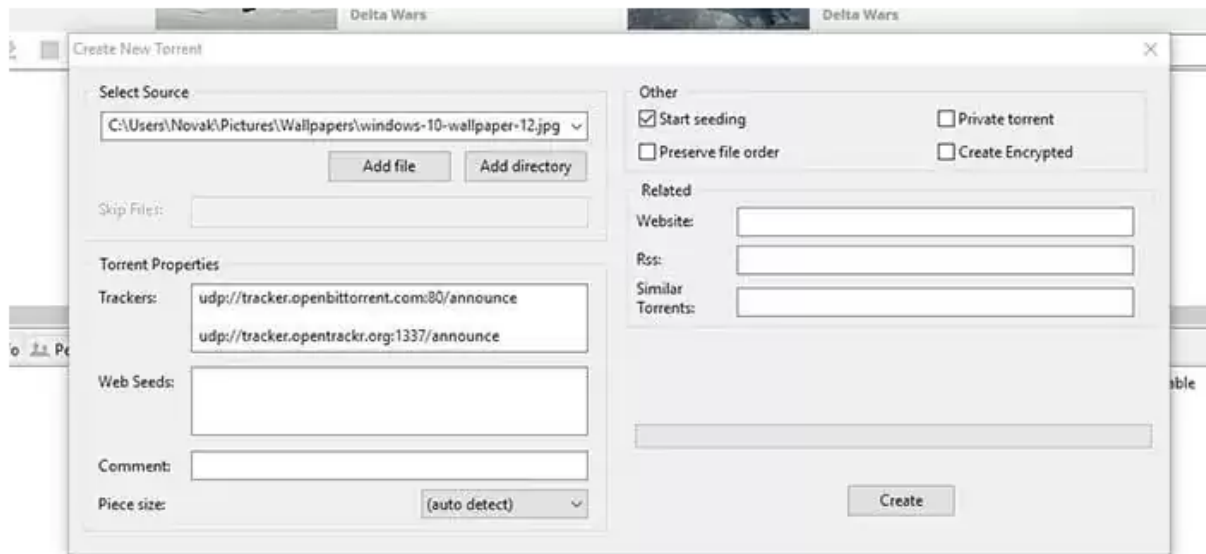 Delta Wars
Delta Wars
Create New Torrent
Select Source
C:\Users\Novak\Pictures\Wallpapers\windows-10-wallpaper-12.jpg
Add file
Add directory
Skip Files:
Torrent Properties
Trackers:
udp://tracker.openbittorrent.com:80/announce
udp://tracker.opentrackr.org:1337/announce
Web Seeds:
Comment:
Piece size:
(auto detect)
Other
Start seeding
Private torrent
Preserve file order
Create Encrypted
Related
Website:
Rss:
Similar
Torrents:
Create